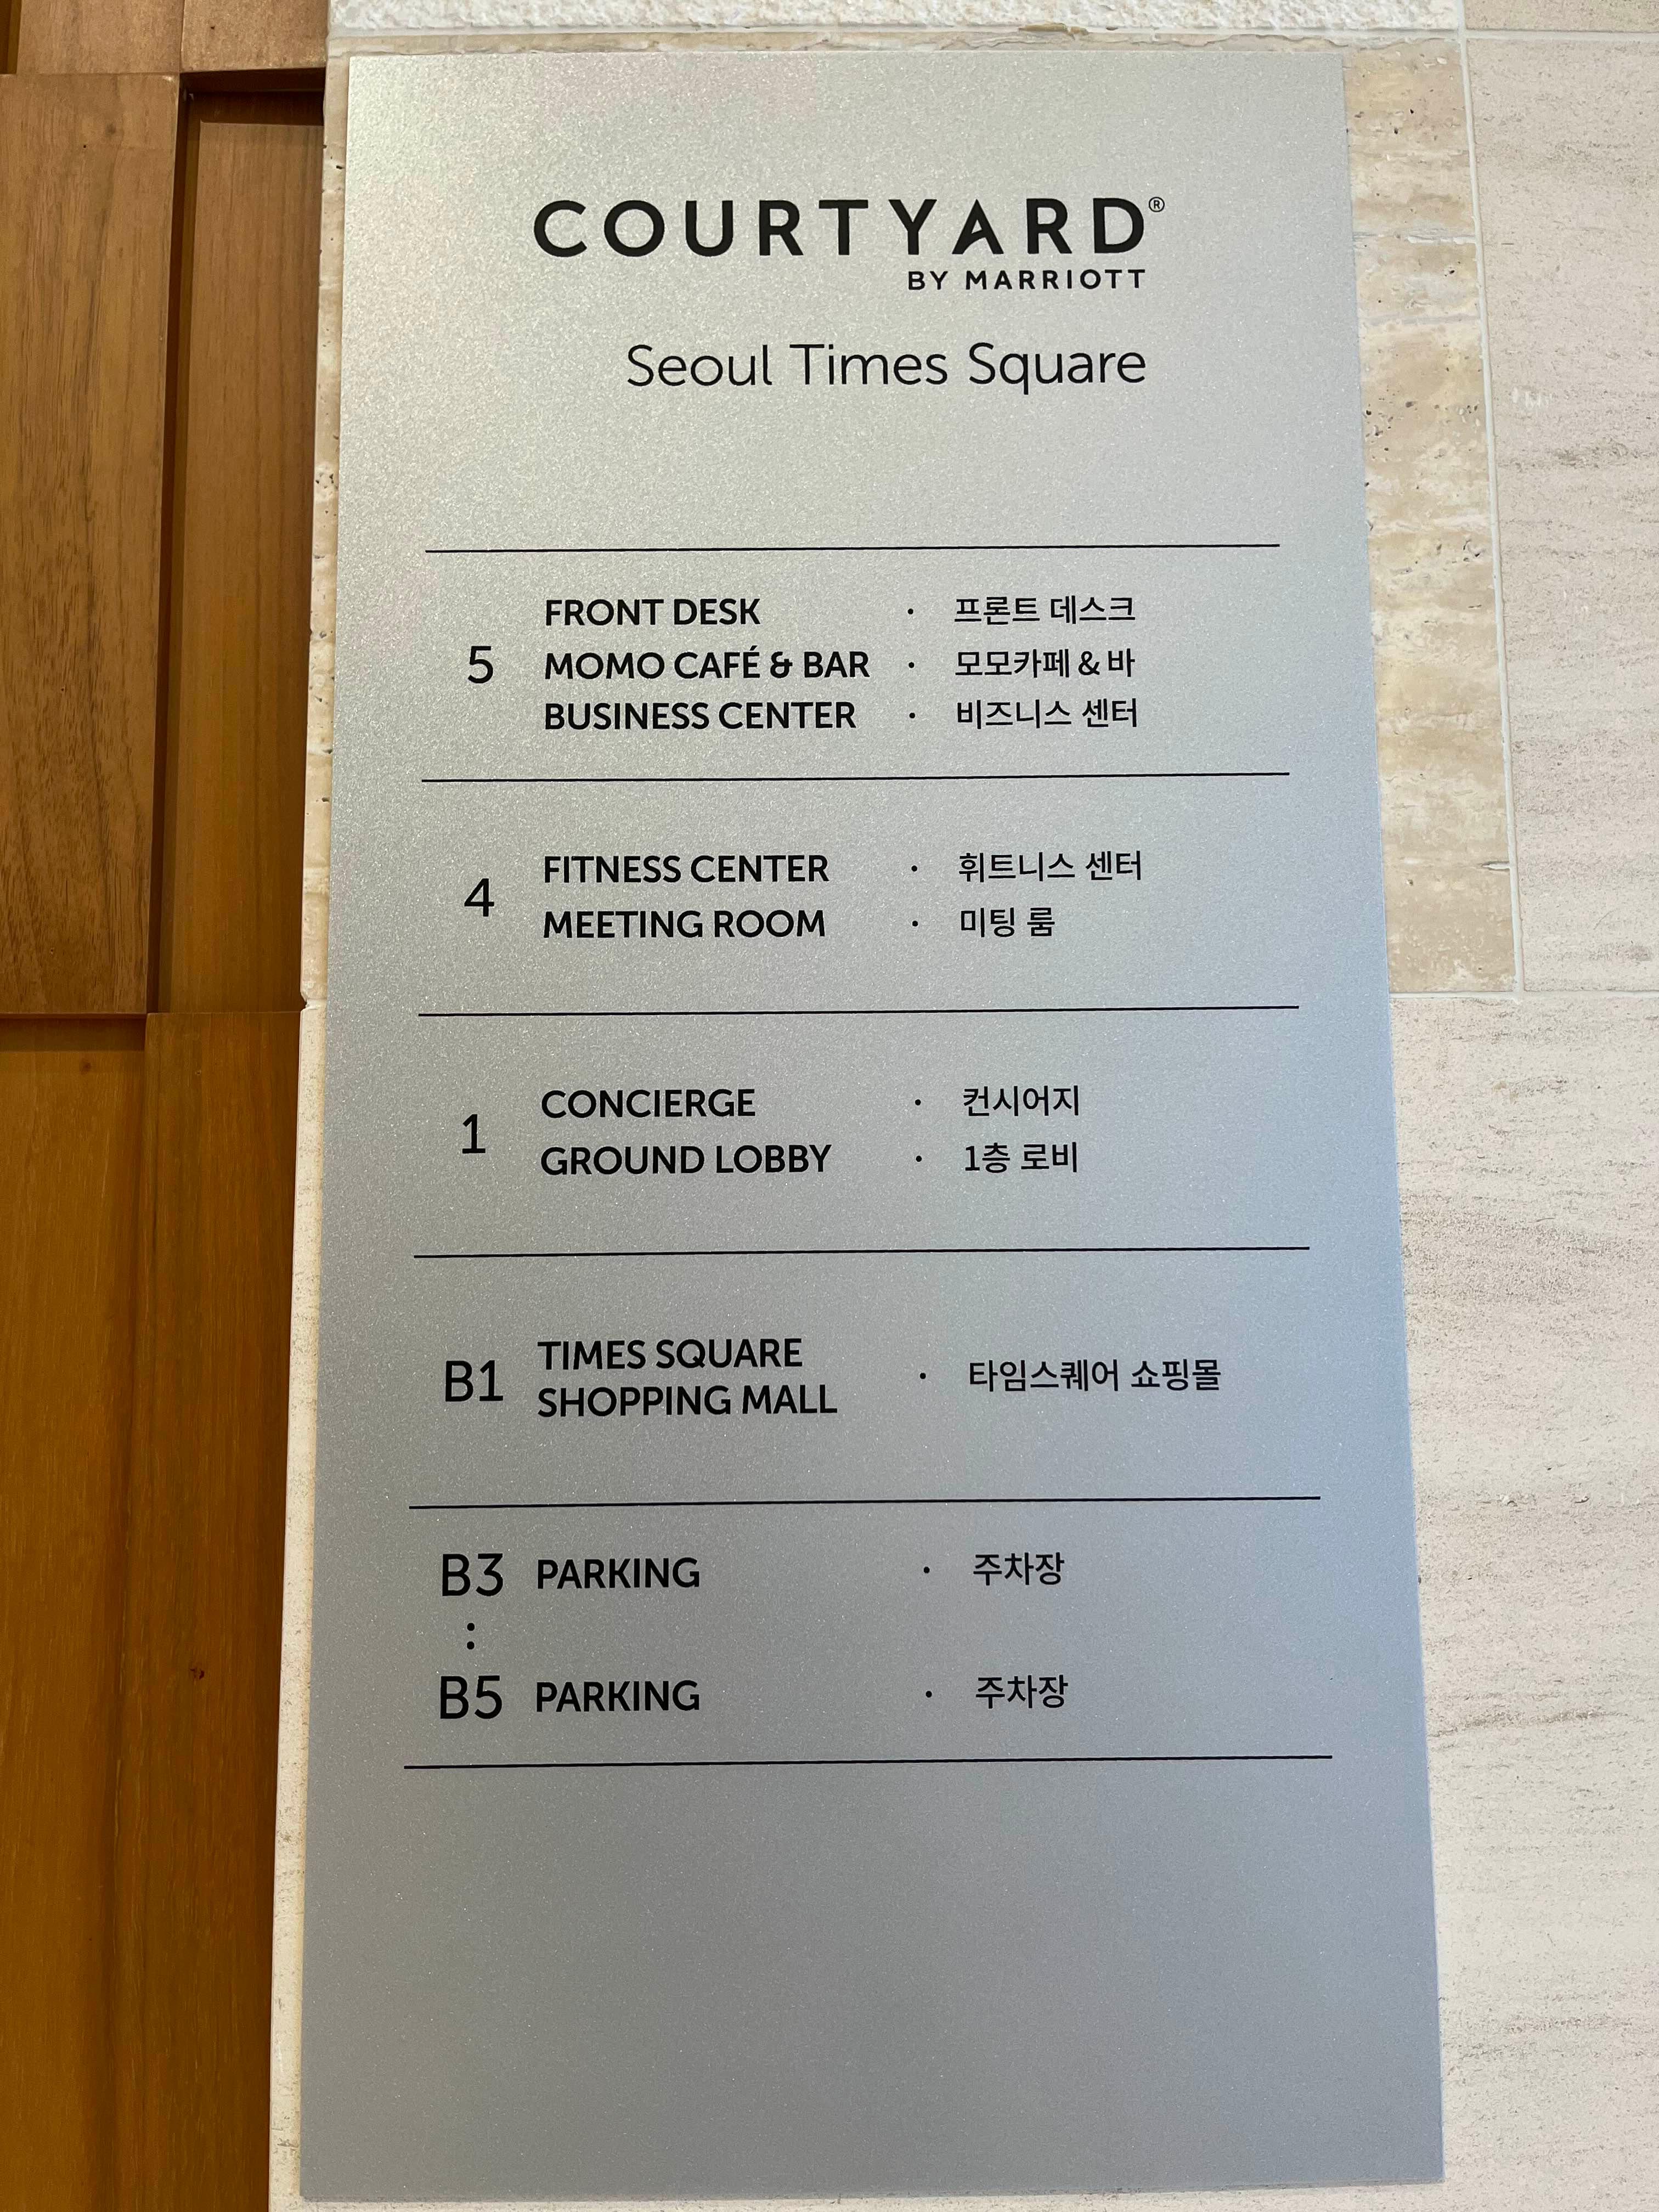 COURTYARD®
BY MARRIOTT
Seoul Times Square
FRONT DESK · 프론트 데스크
5 MOMO CAFÉ & BAR · 모모카페 & 바
BUSINESS CENTER · 비즈니스 센터
4 FITNESS CENTER · 휘트니스 센터
MEETING ROOM · 미팅 룸
1 CONCIERGE · 컨시어지
GROUND LOBBY · 1층 로비
B1 TIMES SQUARE
SHOPPING MALL · 타임스퀘어 쇼핑몰
B3 PARKING · 주차장
:
B5 PARKING · 주차장